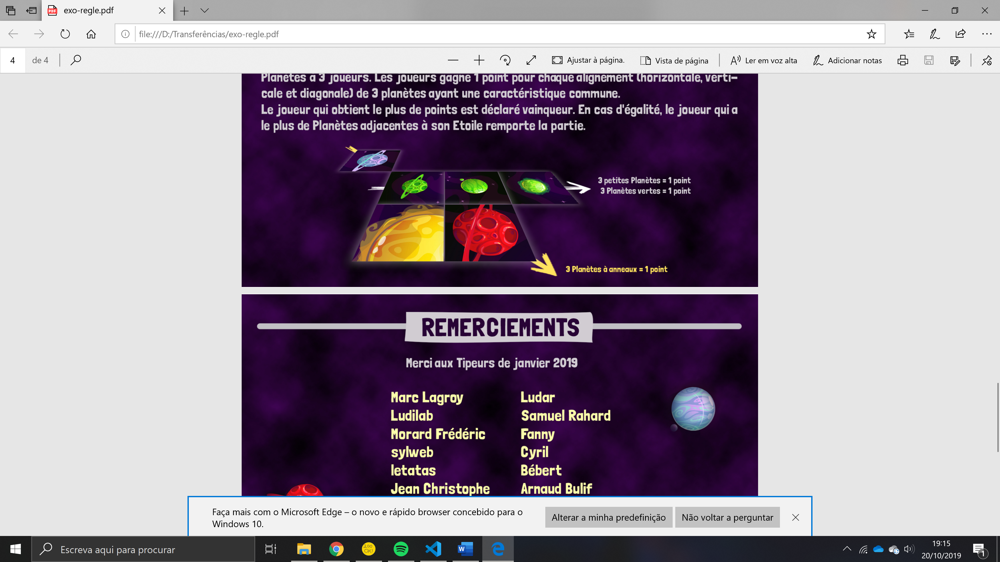 exo-regle.pdf
file:///D:/Transferências/exo-regle.pdf
4 de 4
Ajustar à página.
Vista de página
Ler em voz alta
Adicionar notas
Planètes à 3 joueurs. Les joueurs gagne 1 point pour chaque alignement (horizontale, verti-
cale et diagonale) de 3 planètes ayant une caractéristique commune.
Le joueur qui obtient le plus de points est déclaré vainqueur. En cas d'égalité, le joueur qui a
le plus de Planètes adjacentes à son Etoile remporte la partie.
3 petites Planètes = 1 point
3 Planètes vertes = 1 point
3 Planètes à anneaux = 1 point
REMERCIEMENTS
Merci aux Tipeurs de janvier 2019
Marc Lagroy
Ludilab
Morard Frédéric
sylweb
letatas
Jean Christophe
Ludar
Samuel Rahard
Fanny
Cyril
Bébert
Arnaud Bulif
Faça mais com o Microsoft Edge – o novo e rápido browser concebido para o
Windows 10.
Alterar a minha predefinição
Não voltar a perguntar
Escreva aqui para procurar
200
OK!
W
19:15
20/10/2019
1